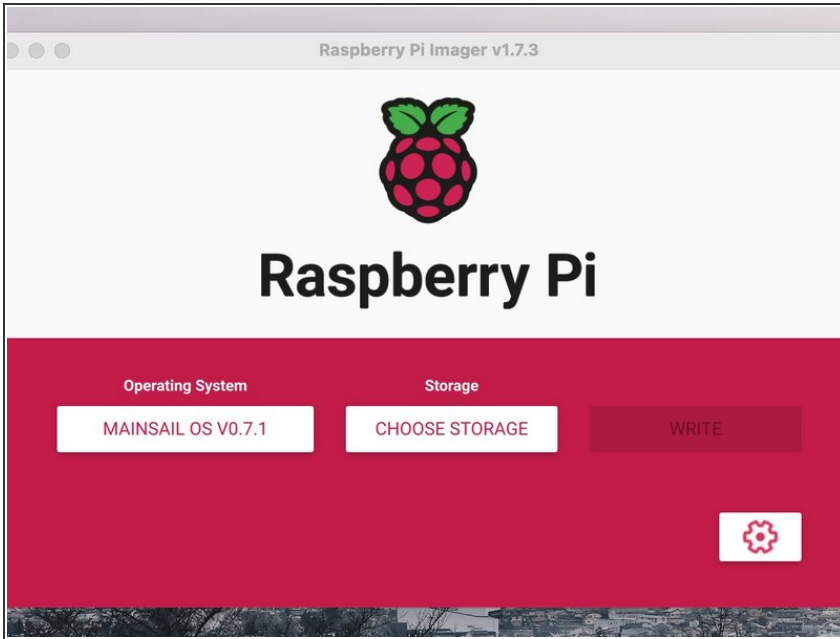 Raspberry Pi Imager v1.7.3
Raspberry Pi
Operating System
Storage
MAINSAIL OS V0.7.1
CHOOSE STORAGE
WRITE